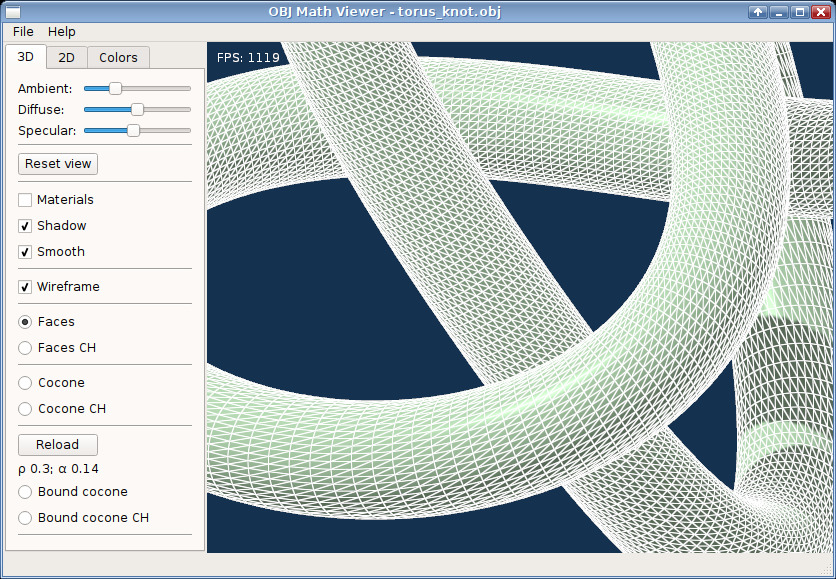 OBJ Math Viewer - torus_knot.obj
File Help
3D 2D Colors
FPS: 1119
Ambient:
Diffuse:
Specular:
Reset view
Materials
Shadow
Smooth
Wireframe
Faces
Faces CH
Cocone
Cocone CH
Reload
ρ 0.3; α 0.14
Bound cocone
Bound cocone CH